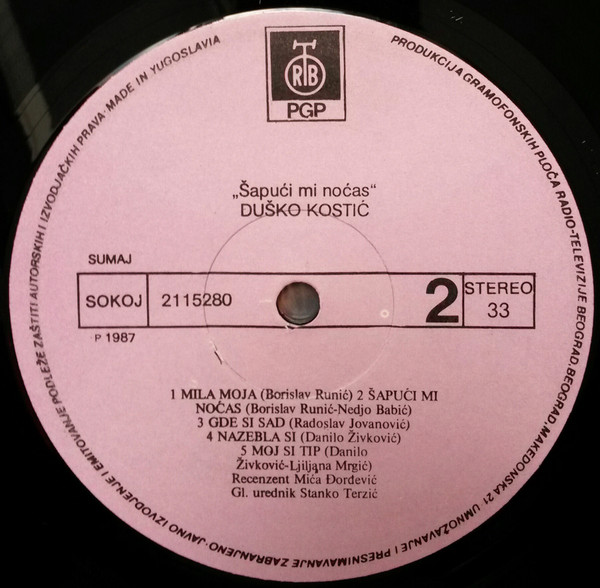 RTB
PGP
„Šapući mi noćas“
DUŠKO KOSTIĆ
SUMAJ
SOKOJ 2115280 2 STEREO
33
P 1987
1 MILA MOJA (Borislav Runić) 2 ŠAPUĆI MI
NOĆAS (Borislav Runić-Nedjo Babić)
3 GDE SI SAD (Radoslav Jovanović)
4 NAZEBLA SI (Danilo Živković)
5 MOJ SI TIP (Danilo
Živković-Ljiljana Mrgić)
Recenzent Mića Đorđević
Gl. urednik Stanko Terzić
PRODUKCIJA GRAMOFONSKIH PLOČA RADIO-TELEVIZIJE BEOGRAD, BEOGRAD, MAKEDONSKA 21 UMNOŽAVANJE I PRESNIMAVANJE ZABRANJENO·JAVNO IZVODJENJE I EMITOVANJE PODLEŽE ZAŠTITI AUTORSKIH I IZVODJAČKIH PRAVA·MADE IN YUGOSLAVIA